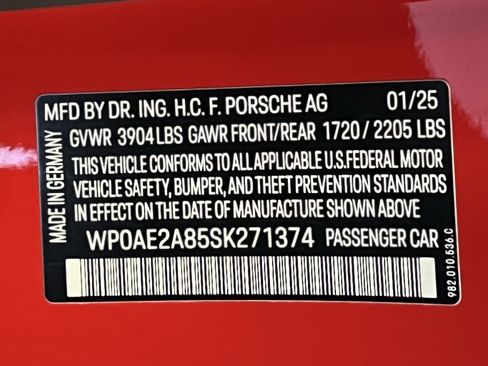 MFD BY DR. ING. H.C. F. PORSCHE AG 01/25
GVWR 3904 LBS GAWR FRONT/REAR 1720 / 2205 LBS
THIS VEHICLE CONFORMS TO ALL APPLICABLE U.S. FEDERAL MOTOR
VEHICLE SAFETY, BUMPER, AND THEFT PREVENTION STANDARDS
IN EFFECT ON THE DATE OF MANUFACTURE SHOWN ABOVE
WP0AE2A85SK271374 PASSENGER CAR
MADE IN GERMANY
982.010.536.C